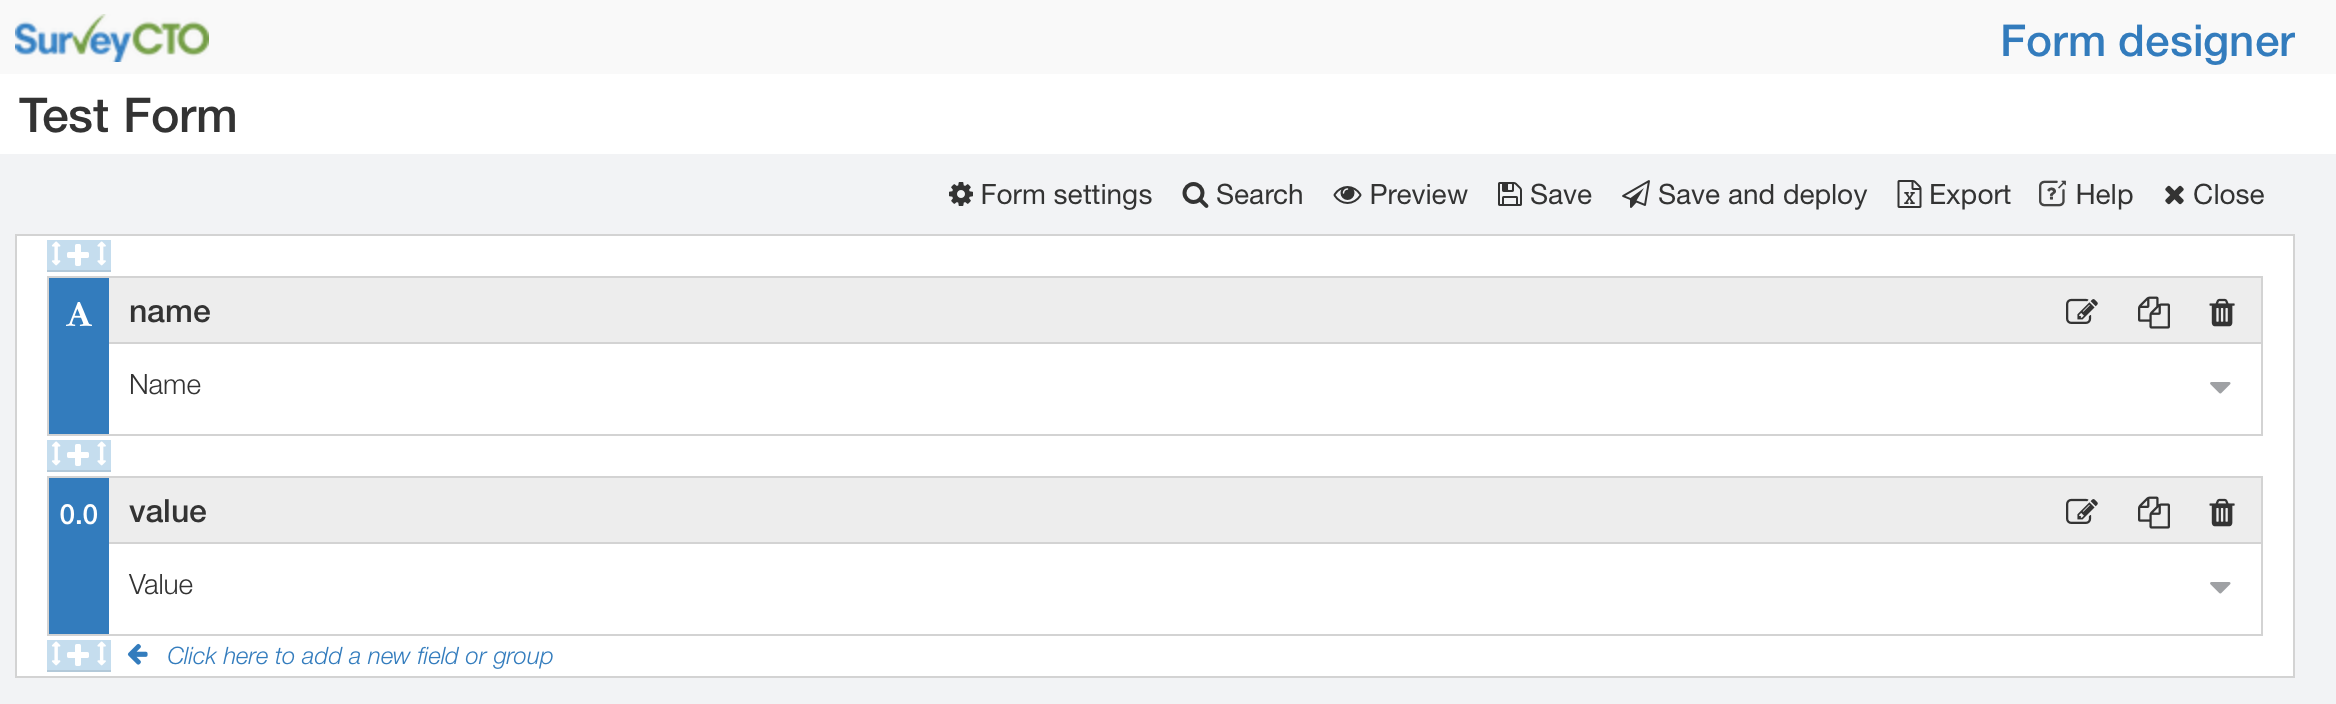 SurveyCTO
Form designer
Test Form
Form settings Search Preview Save Save and deploy Export Help Close
A name
Name
0.0 value
Value
Click here to add a new field or group